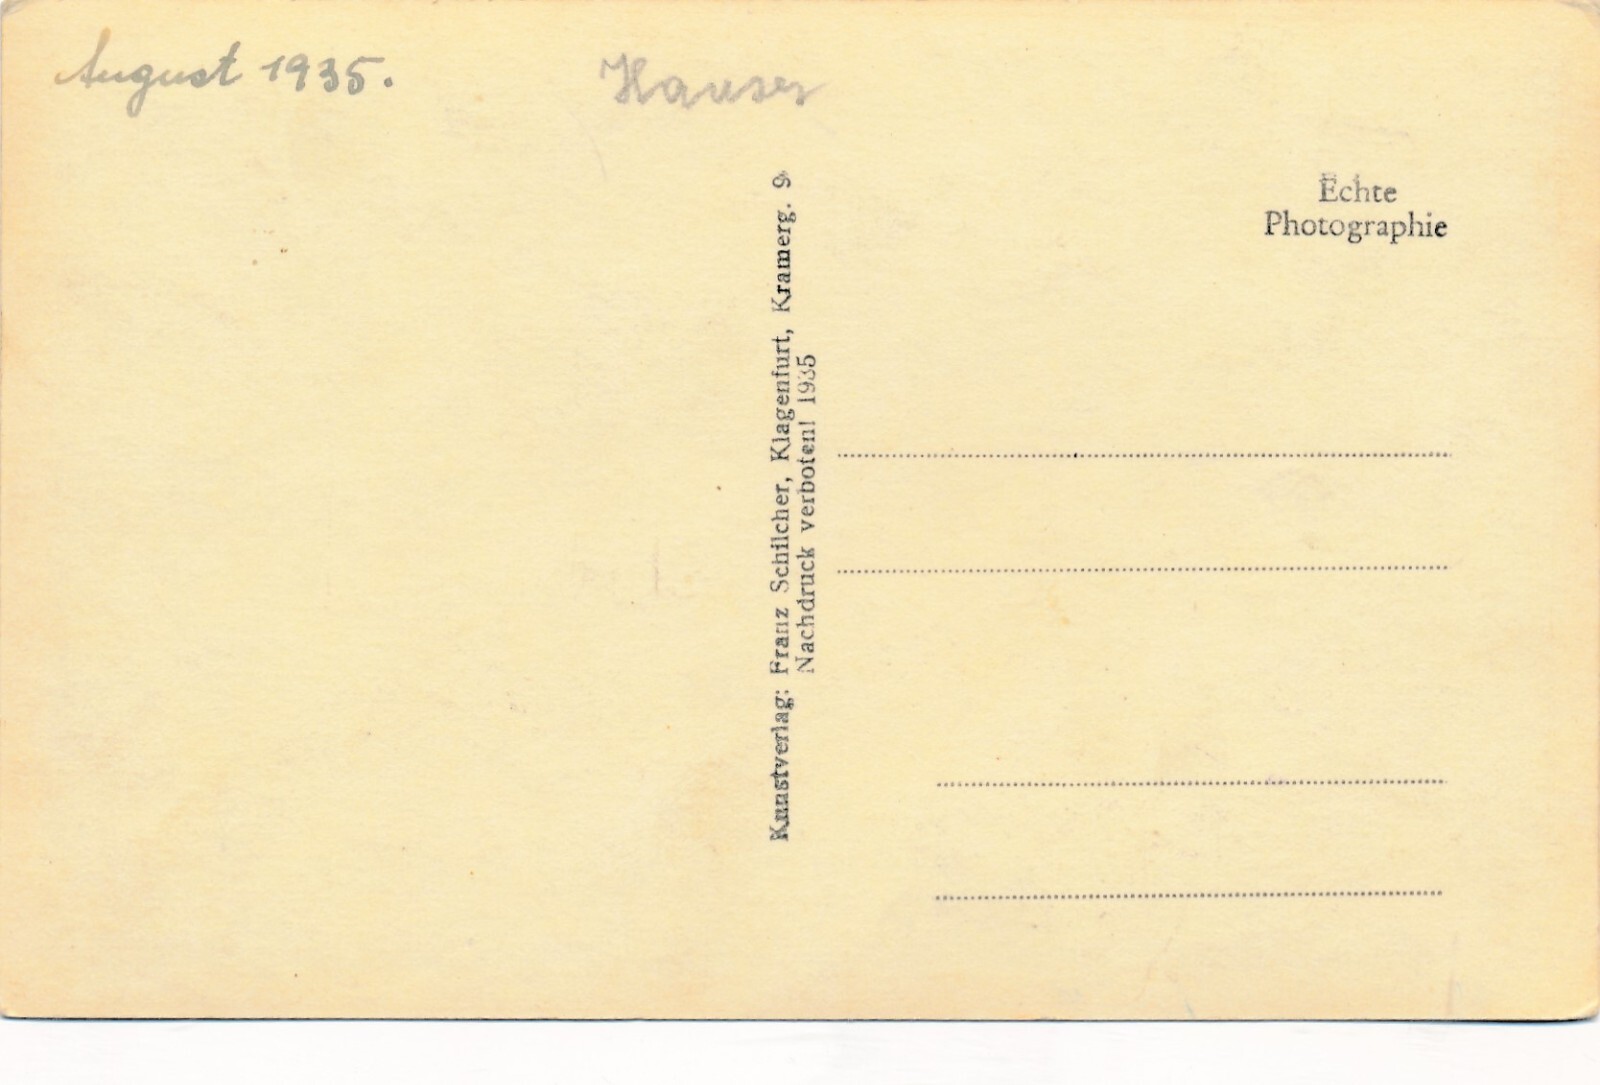 August 1935.
Hauser
Echte
Photographie
Kunstverlag: Franz Schilcher, Klagenfurt, Kramerg. 9
Nachdruck verboten! 1935